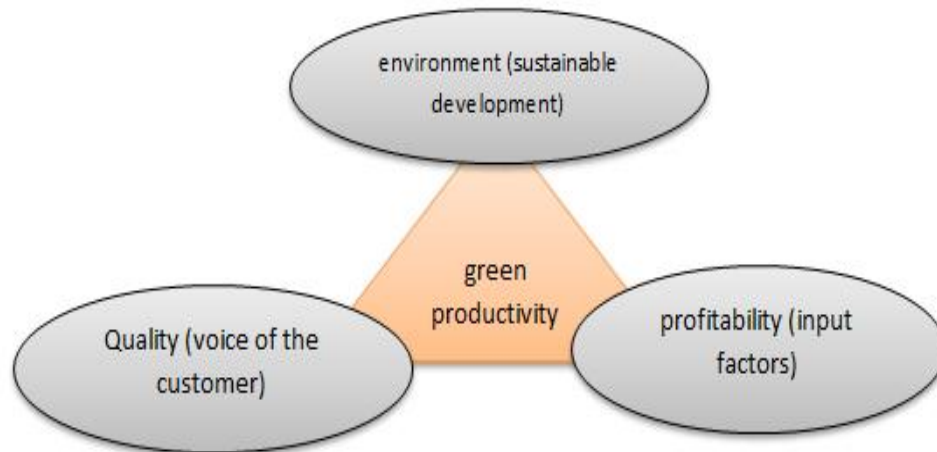 environment (sustainable
development)
green
productivity
Quality (voice of the
customer)
profitability (input
factors)